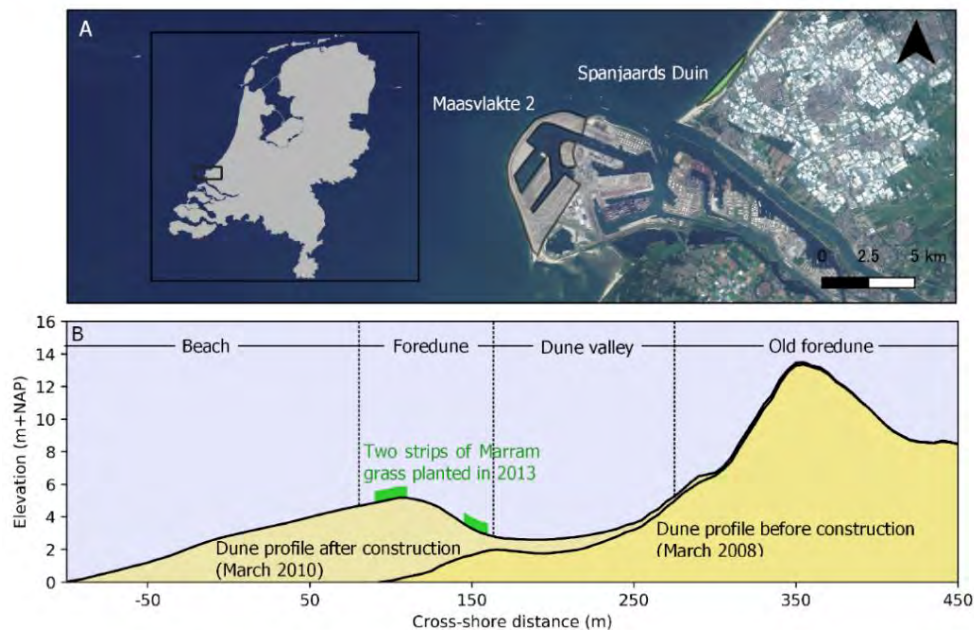 A
Spanjaards Duin
Maasvlakte 2
0 2.5 5 km
B
16
14
12
10
8
6
4
2
0
Elevation (m+NAP)
Beach
Foredune
Dune valley
Old foredune
Two strips of Marram
grass planted in 2013
Dune profile after construction
(March 2010)
Dune profile before construction
(March 2008)
-50 50 150 250 350 450
Cross-shore distance (m)